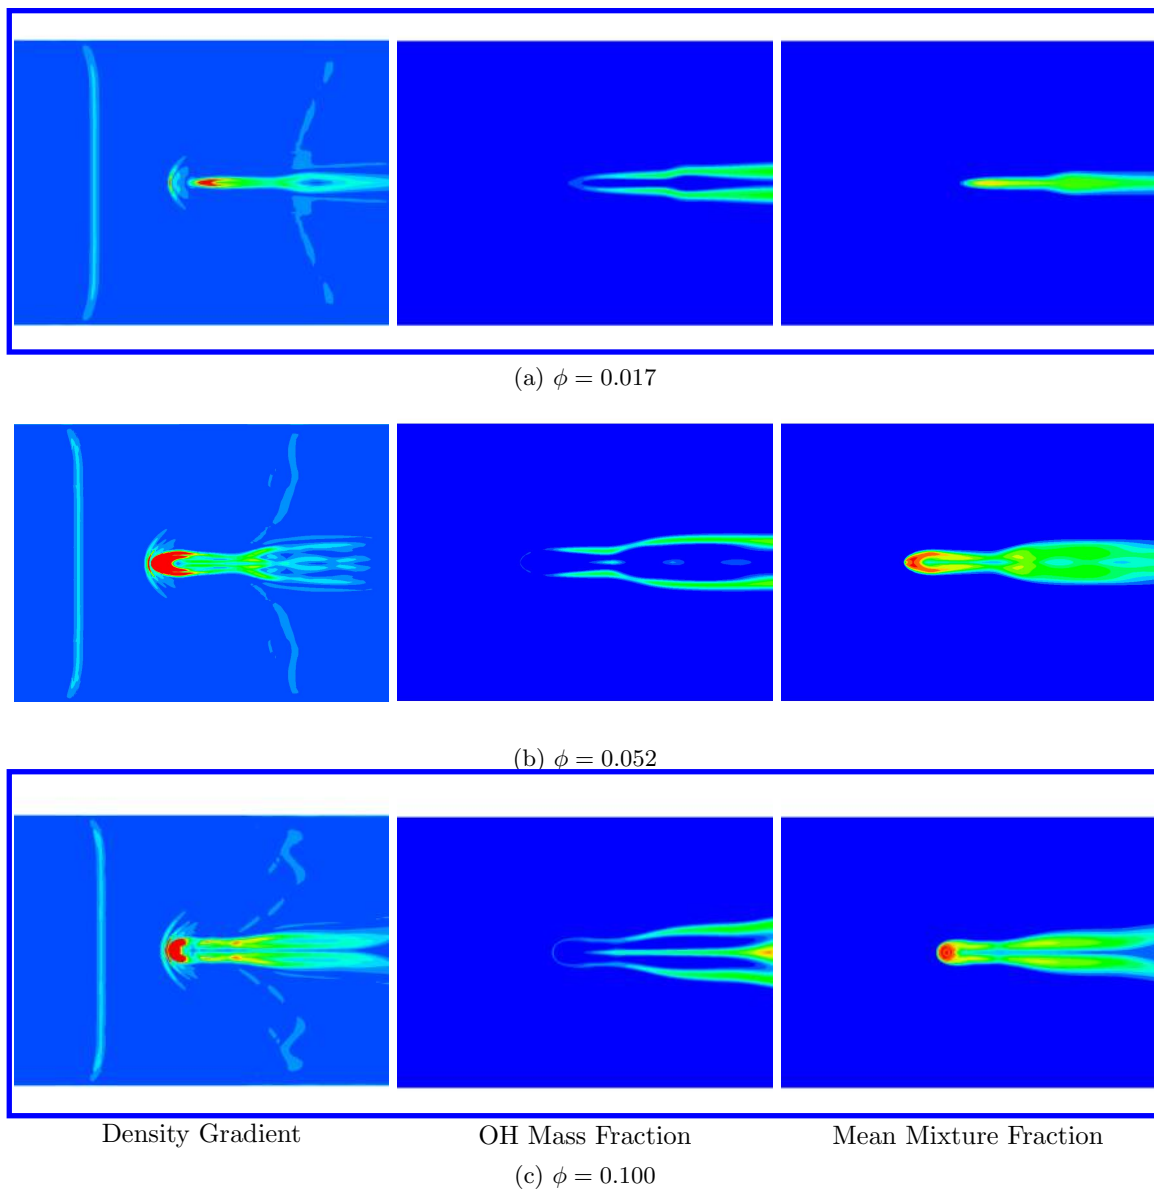 (a) ϕ = 0.017
(b) ϕ = 0.052
Density Gradient OH Mass Fraction Mean Mixture Fraction
(c) ϕ = 0.100